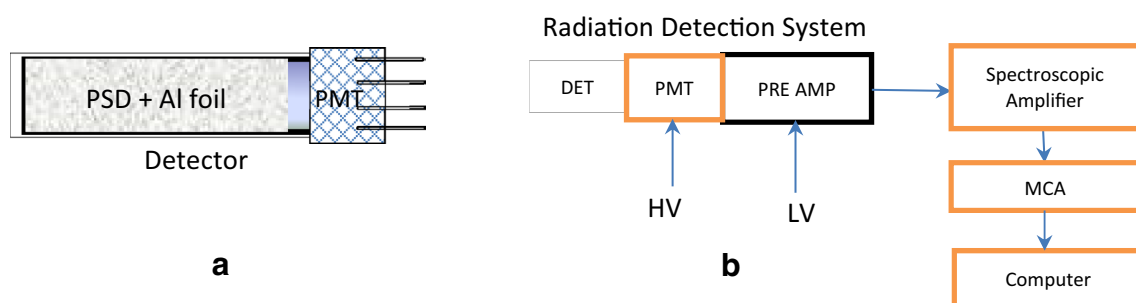 PSD + Al foil
PMT
Detector
a
Radiation Detection System
DET
PMT
PRE AMP
HV
LV
Spectroscopic
Amplifier
MCA
Computer
b